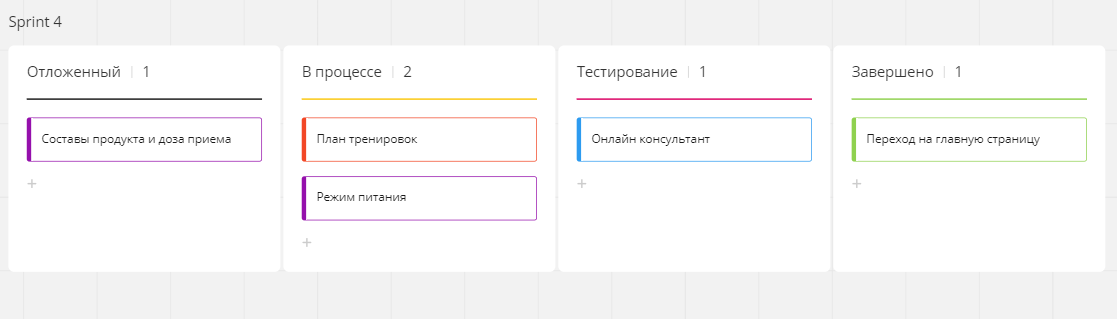 Sprint 4
Отложенный | 1
Составы продукта и доза приема
+
В процессе | 2
План тренировок
Режим питания
+
Тестирование | 1
Онлайн консультант
+
Завершено | 1
Переход на главную страницу
+